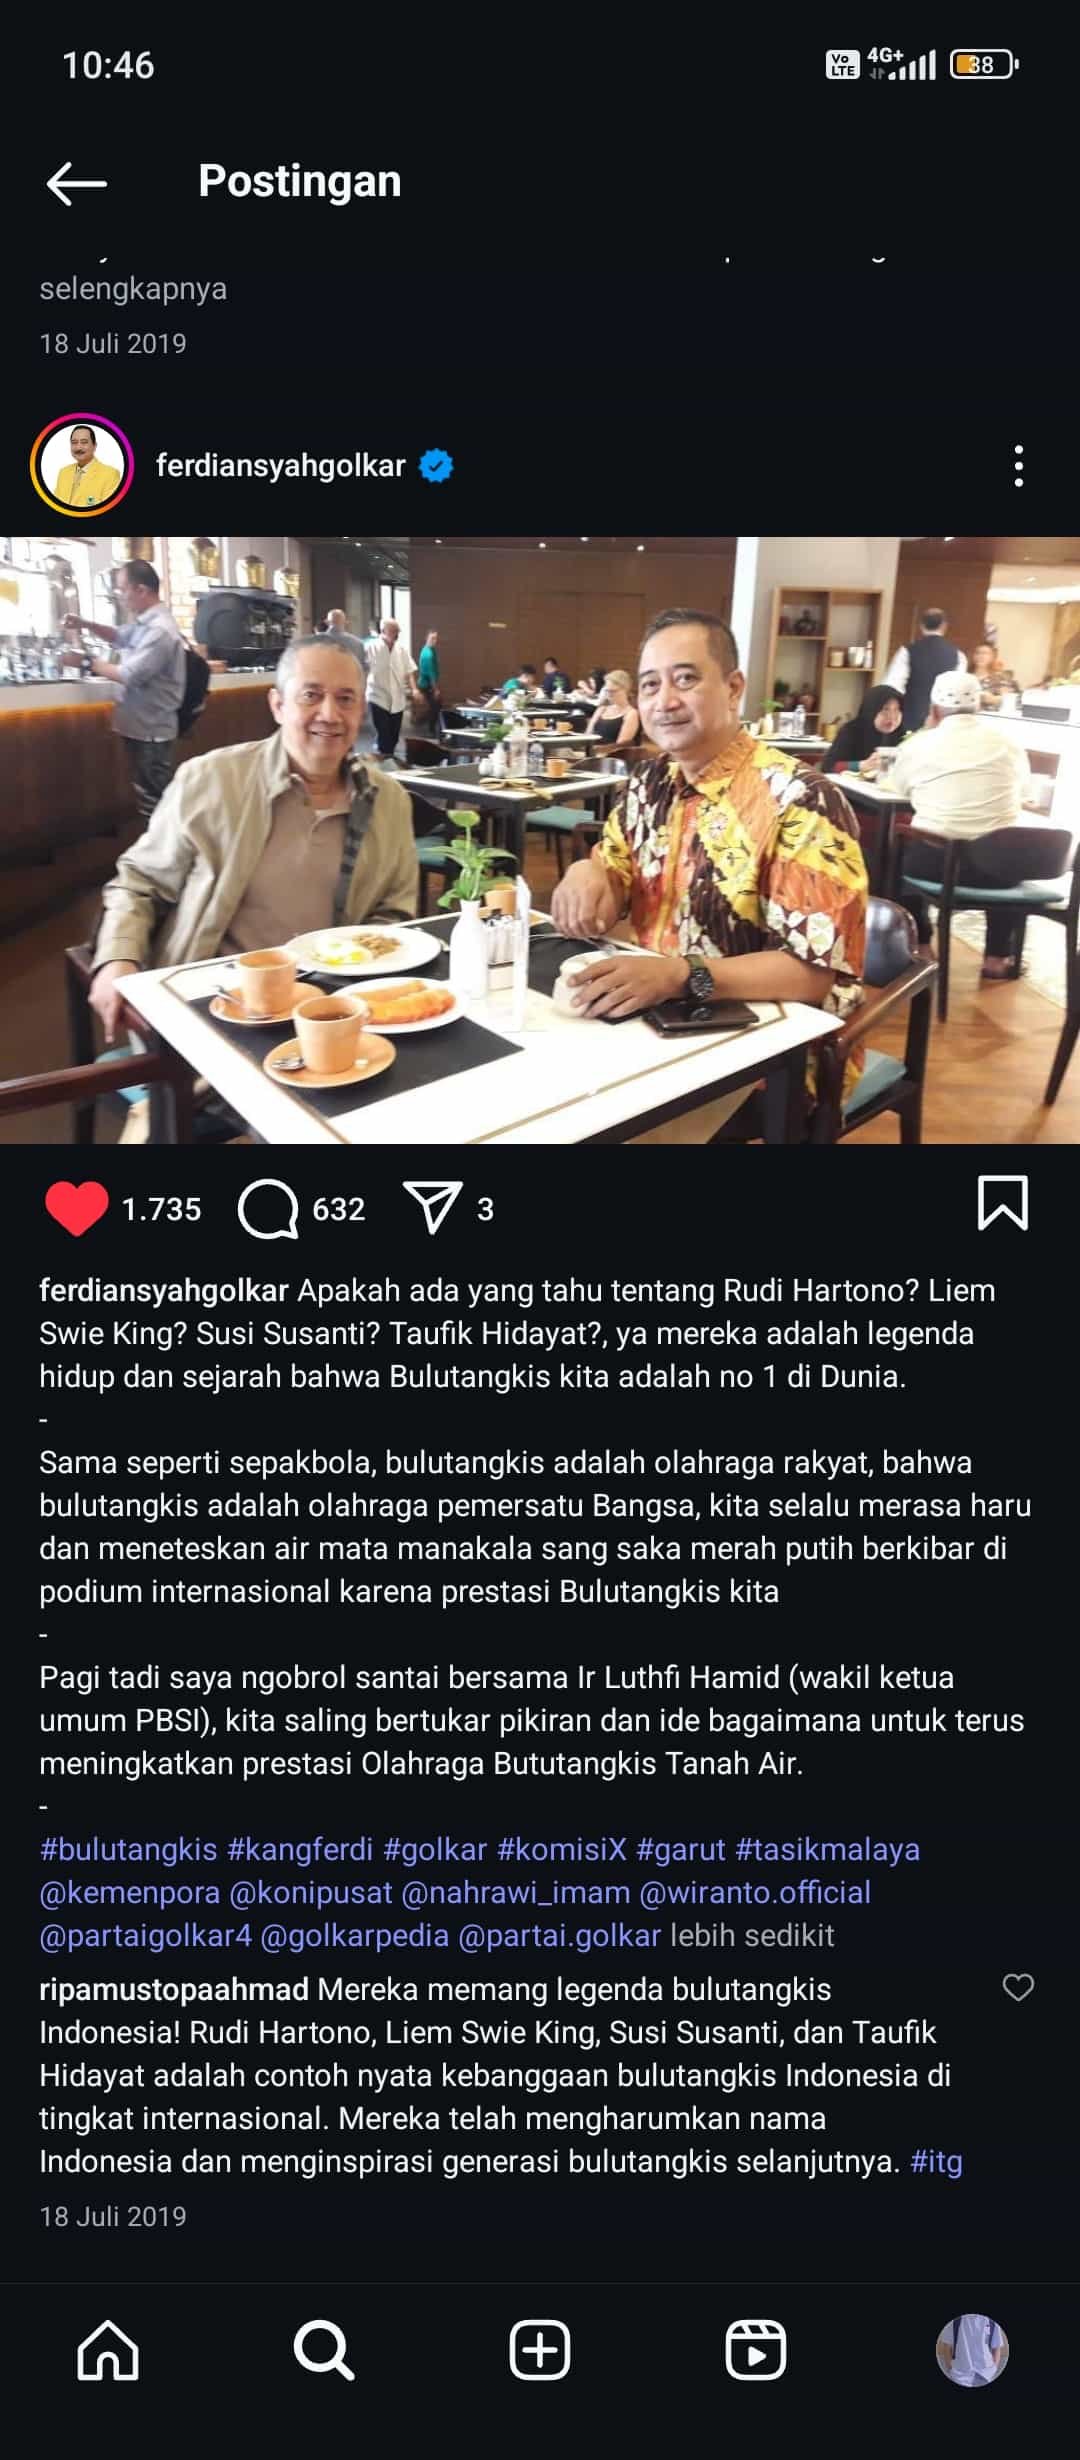 10:46
Vo LTE 4G+ 38
Postingan
selengkapnya
18 Juli 2019
ferdiansyahgolkar
1.735 632 3
ferdiansyahgolkar Apakah ada yang tahu tentang Rudi Hartono? Liem
Swie King? Susi Susanti? Taufik Hidayat?, ya mereka adalah legenda
hidup dan sejarah bahwa Bulutangkis kita adalah no 1 di Dunia.
-
Sama seperti sepakbola, bulutangkis adalah olahraga rakyat, bahwa
bulutangkis adalah olahraga pemersatu Bangsa, kita selalu merasa haru
dan meneteskan air mata manakala sang saka merah putih berkibar di
podium internasional karena prestasi Bulutangkis kita
-
Pagi tadi saya ngobrol santai bersama Ir Luthfi Hamid (wakil ketua
umum PBSI), kita saling bertukar pikiran dan ide bagaimana untuk terus
meningkatkan prestasi Olahraga Bututangkis Tanah Air.
-
#bulutangkis #kangferdi #golkar #komisiX #garut #tasikmalaya
@kemenpora @konipusat @nahrawi_imam @wiranto.official
@partaigolkar4 @golkarpedia @partai.golkar lebih sedikit
ripamustopaahmad Mereka memang legenda bulutangkis
Indonesia! Rudi Hartono, Liem Swie King, Susi Susanti, dan Taufik
Hidayat adalah contoh nyata kebanggaan bulutangkis Indonesia di
tingkat internasional. Mereka telah mengharumkan nama
Indonesia dan menginspirasi generasi bulutangkis selanjutnya. #itg
18 Juli 2019